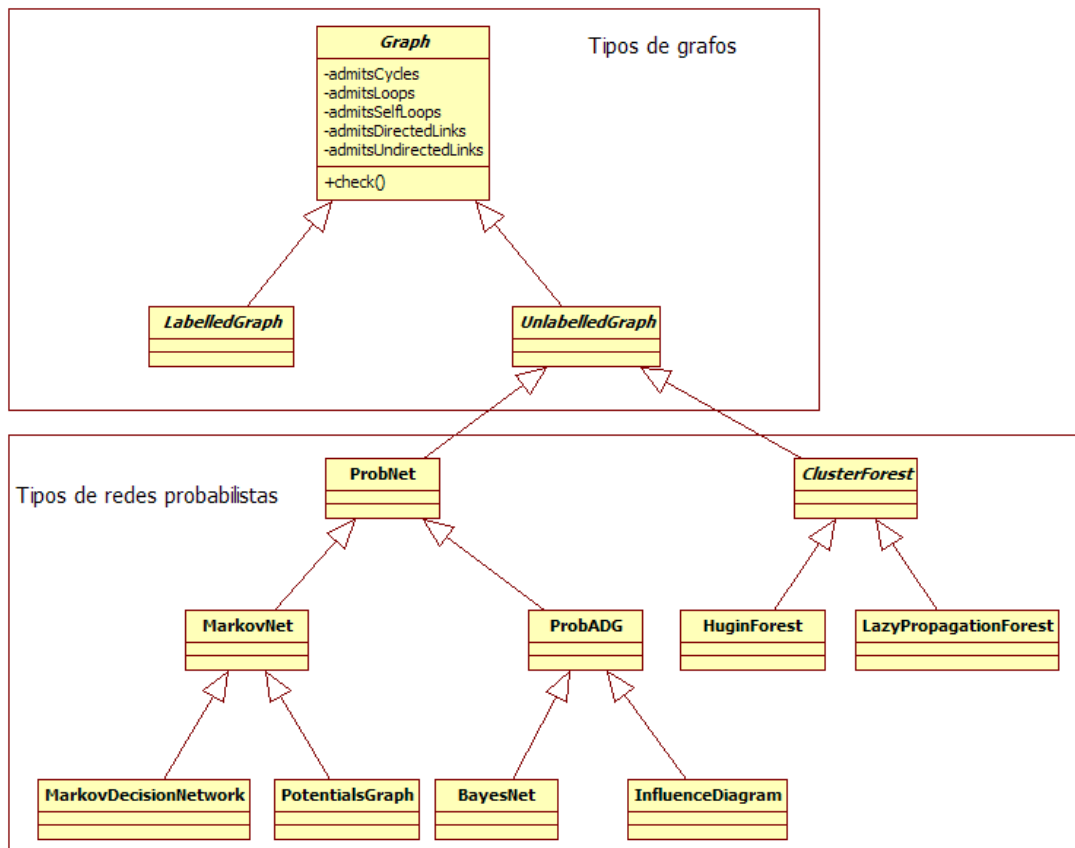 Graph
Tipos de grafos
-admitsCycles
-admitsLoops
-admitsSelfLoops
-admitsDirectedLinks
-admitsUndirectedLinks
+check()
LabelledGraph
UnlabelledGraph
Tipos de redes probabilistas
ProbNet
ClusterForest
MarkovNet
ProbADG
HuginForest
LazyPropagationForest
MarkovDecisionNetwork
PotentialsGraph
BayesNet
InfluenceDiagram